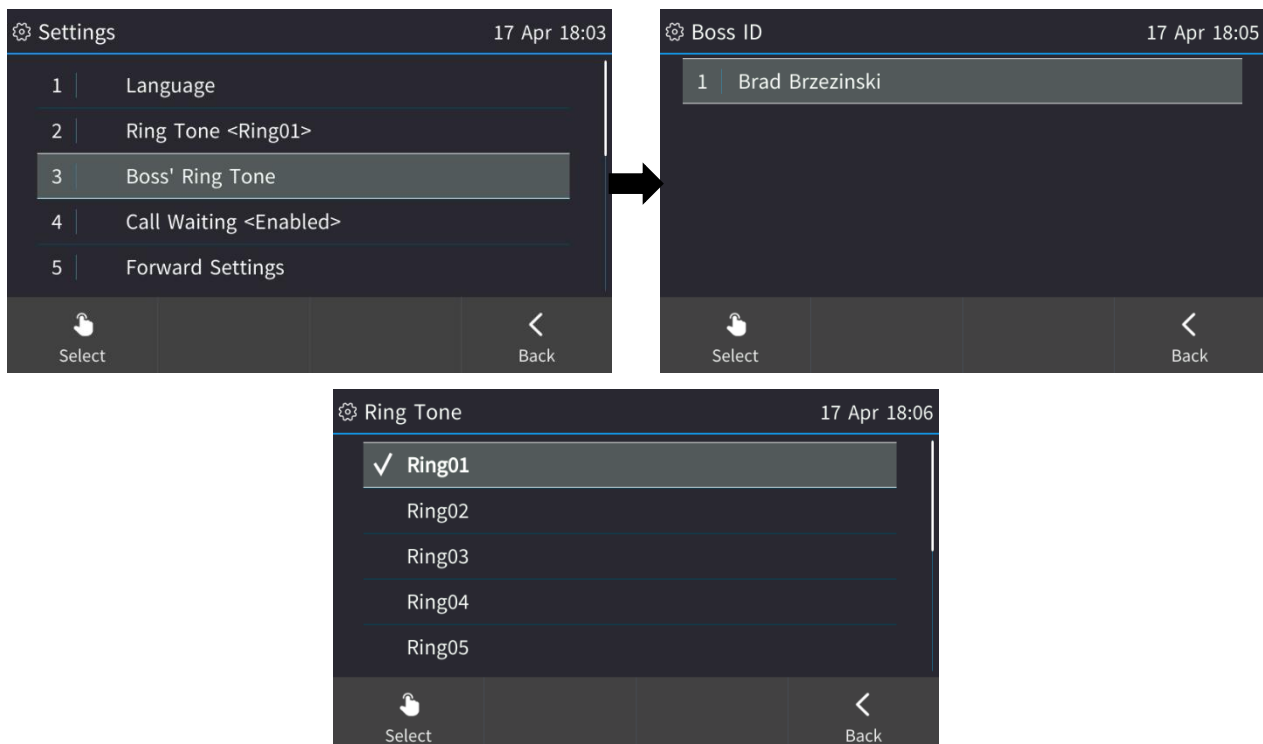 Settings 17 Apr 18:03
1 Language
2 Ring Tone <Ring01>
3 Boss' Ring Tone
4 Call Waiting <Enabled>
5 Forward Settings
Select Back
Boss ID 17 Apr 18:05
1 Brad Brzezinski
Select Back
Ring Tone 17 Apr 18:06
Ring01
Ring02
Ring03
Ring04
Ring05
Select Back